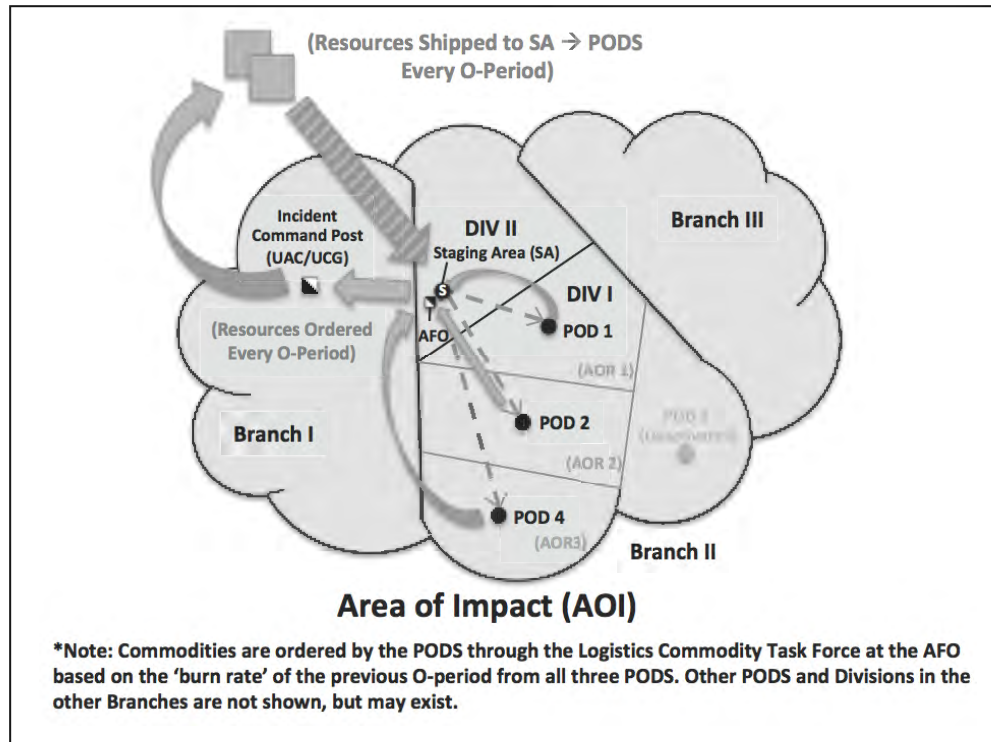 (Resources Shipped to SA → PODS
Every O-Period)
Incident
Command Post
(UAC/UCG)
DIV II
Staging Area (SA)
S
Branch III
DIV I
AFO
POD 1
(Resources Ordered
Every O-Period)
(AOR 1)
POD 2
Branch I
(AOR 2)
POD
POD 4
(AOR3)
Branch II
Area of Impact (AOI)
*Note: Commodities are ordered by the PODS through the Logistics Commodity Task Force at the AFO
based on the ‘burn rate’ of the previous O-period from all three PODS. Other PODS and Divisions in the
other Branches are not shown, but may exist.